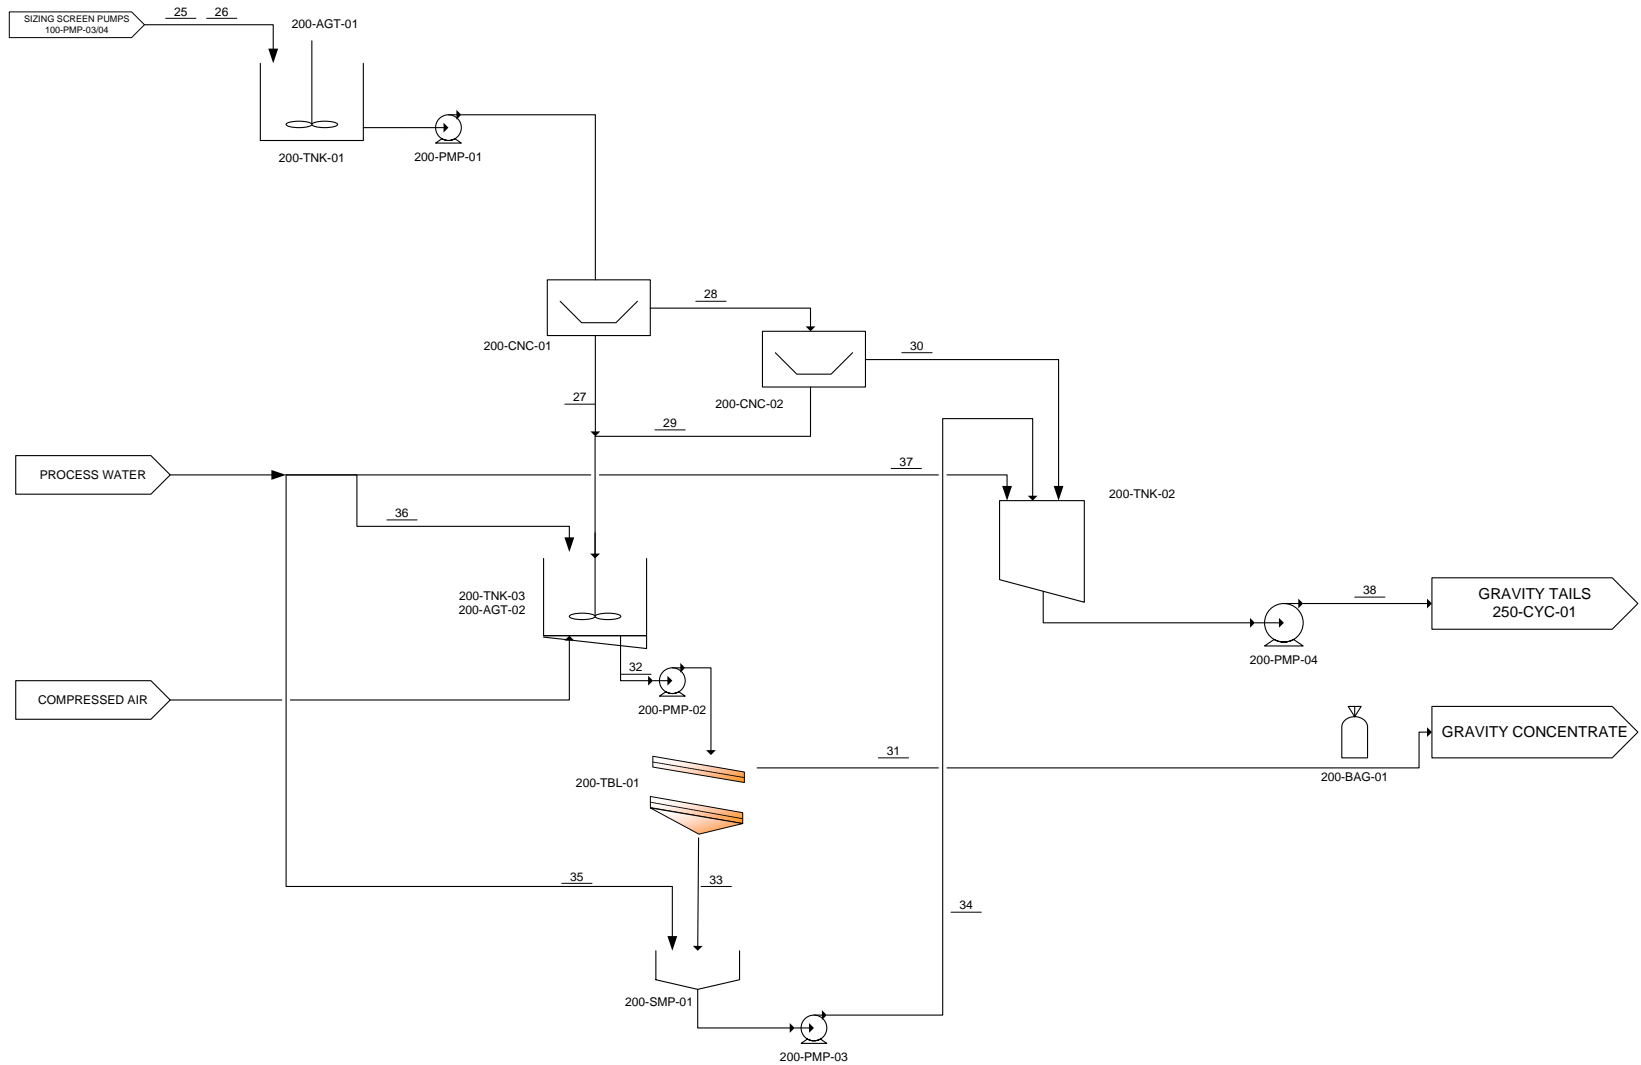 25 26
SIZING SCREEN PUMPS
100-PMP-03/04
200-AGT-01
200-TNK-01
200-PMP-01
28
200-CNC-01
30
200-CNC-02
27
29
PROCESS WATER
37
200-TNK-02
36
200-TNK-03
200-AGT-02
38
GRAVITY TAILS
250-CYC-01
200-PMP-04
32
COMPRESSED AIR
200-PMP-02
31
GRAVITY CONCENTRATE
200-BAG-01
200-TBL-01
35
33
34
200-SMP-01
200-PMP-03